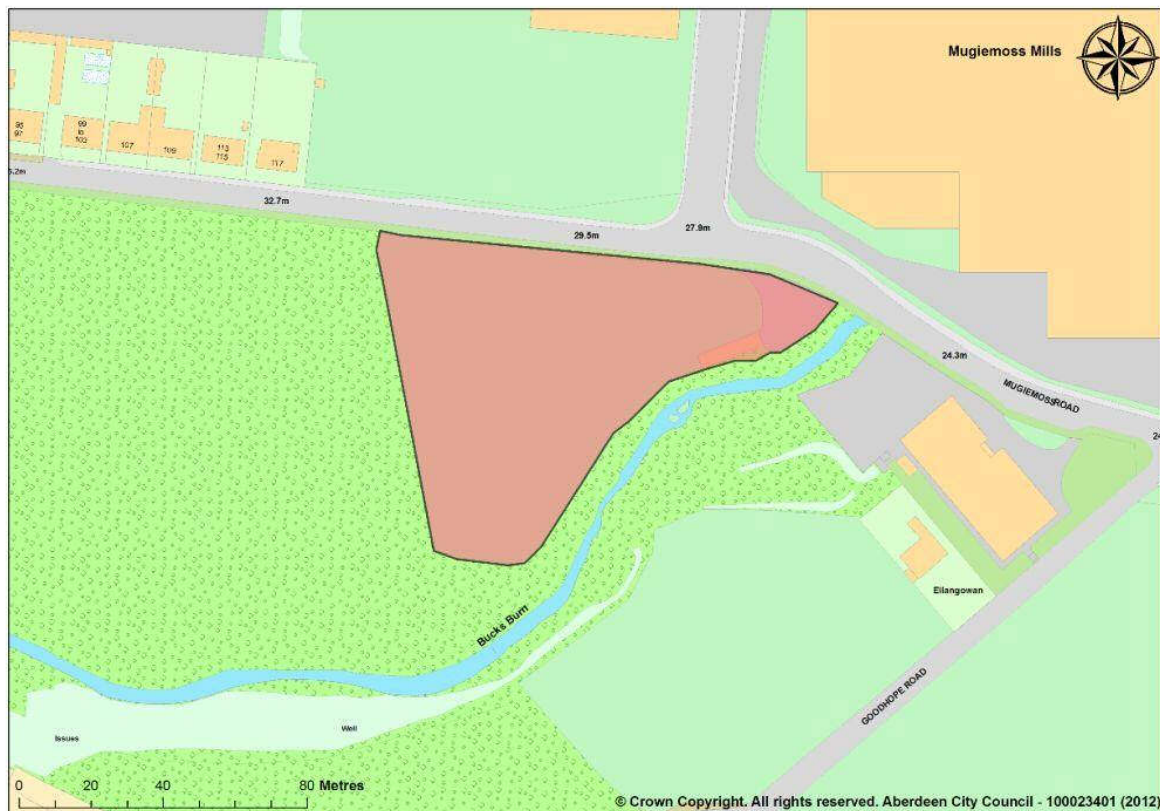 Mugiemoss Mills
95
97
99
to
103
107
109
113
115
117
32.7m
29.5m
27.9m
24.3m
MUGIEMOSS ROAD
Bucks Burn
Ellangowan
GOODHOPE ROAD
Issues
Well
0 20 40 80 Metres
© Crown Copyright. All rights reserved. Aberdeen City Council - 100023401 (2012)